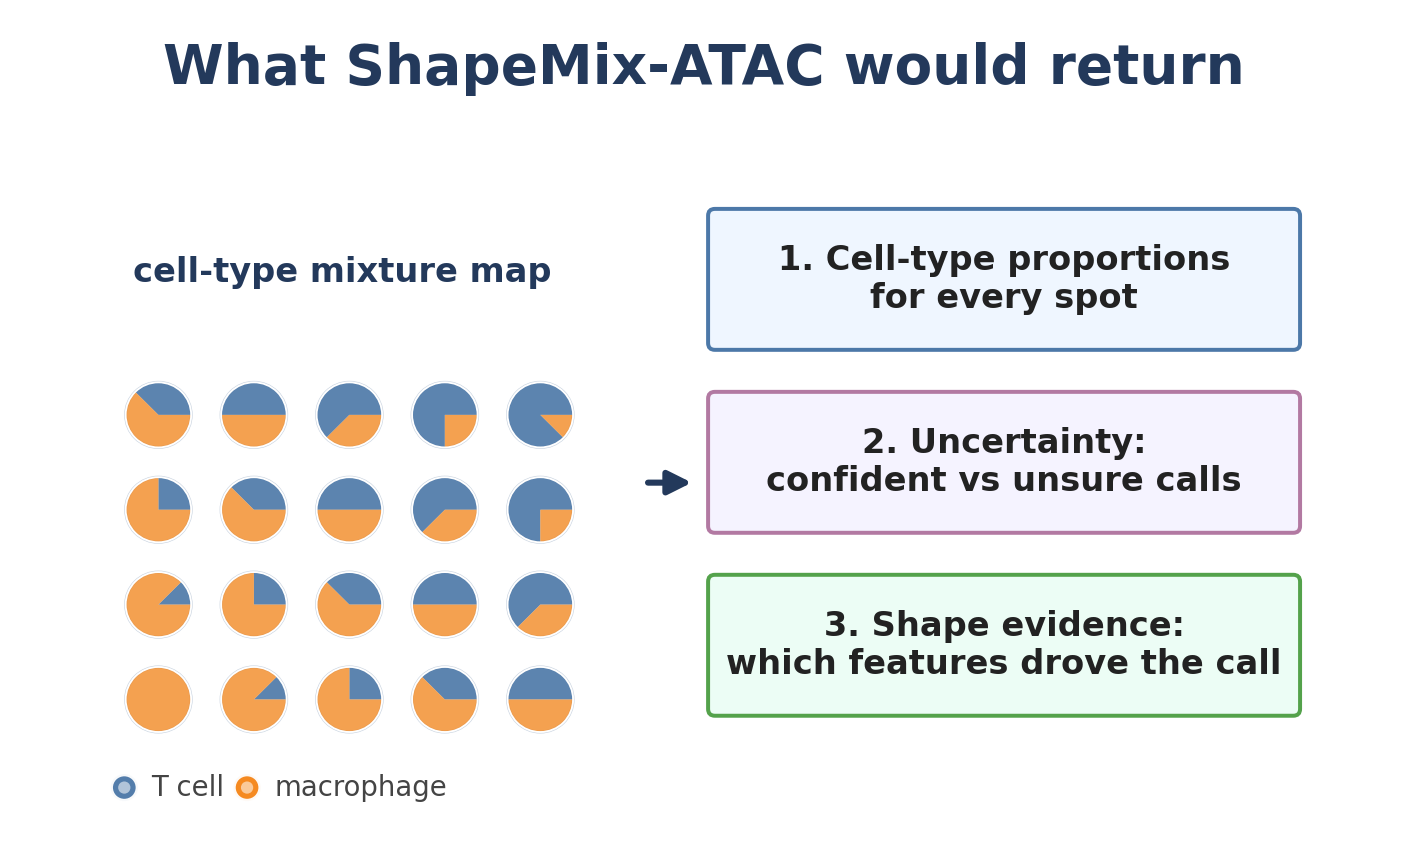 What ShapeMix-ATAC would return
cell-type mixture map
1. Cell-type proportions
for every spot
2. Uncertainty:
confident vs unsure calls
3. Shape evidence:
which features drove the call
T cell
macrophage